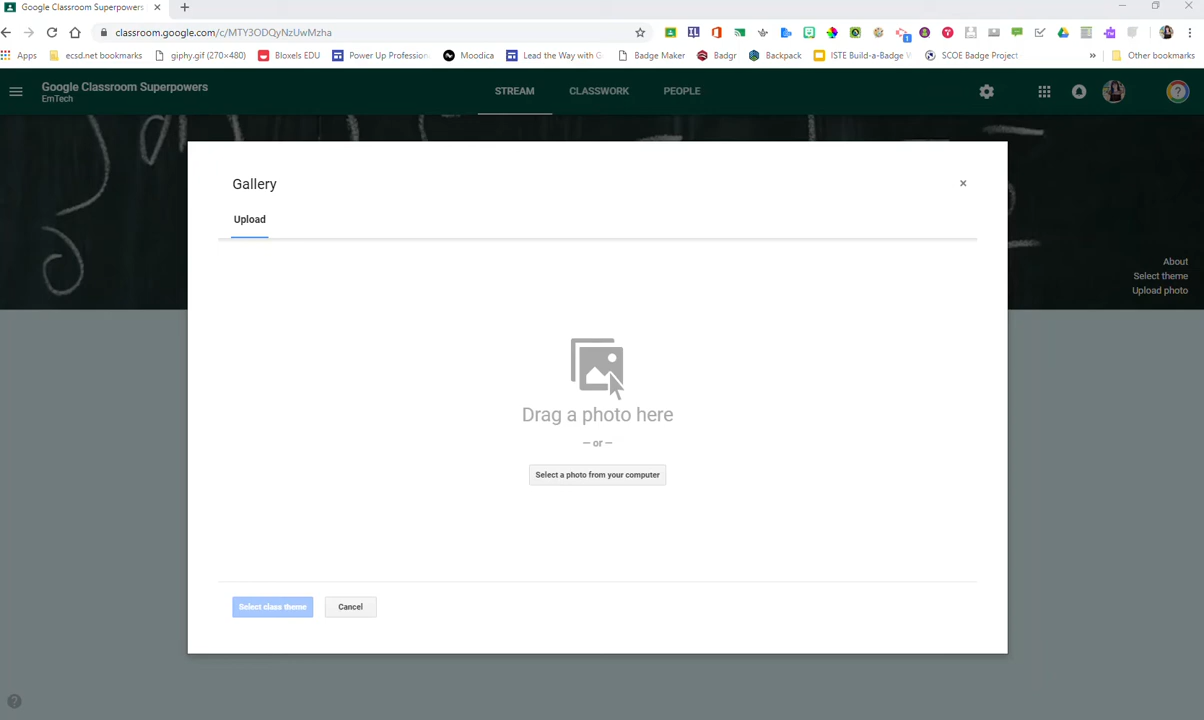 Google Classroom Superpowers
classroom.google.com/c/MTY3ODQyNzUwMzha
Apps ecsd.net bookmarks giphy.gif (270×480) Bloxels EDU Power Up Profession Moodica Lead the Way with G Badge Maker Badgr Backpack ISTE Build-a-Badge SCOE Badge Project » Other bookmarks
Google Classroom Superpowers
EmTech
STREAM CLASSWORK PEOPLE
Gallery
Upload
About
Select theme
Upload photo
Drag a photo here
— or —
Select a photo from your computer
Select class theme Cancel